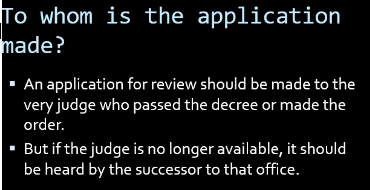 To whom is the application
made?
▪ An application for review should be made to the
very judge who passed the decree or made the
order.
▪ But if the judge is no longer available, it should
be heard by the successor to that office.